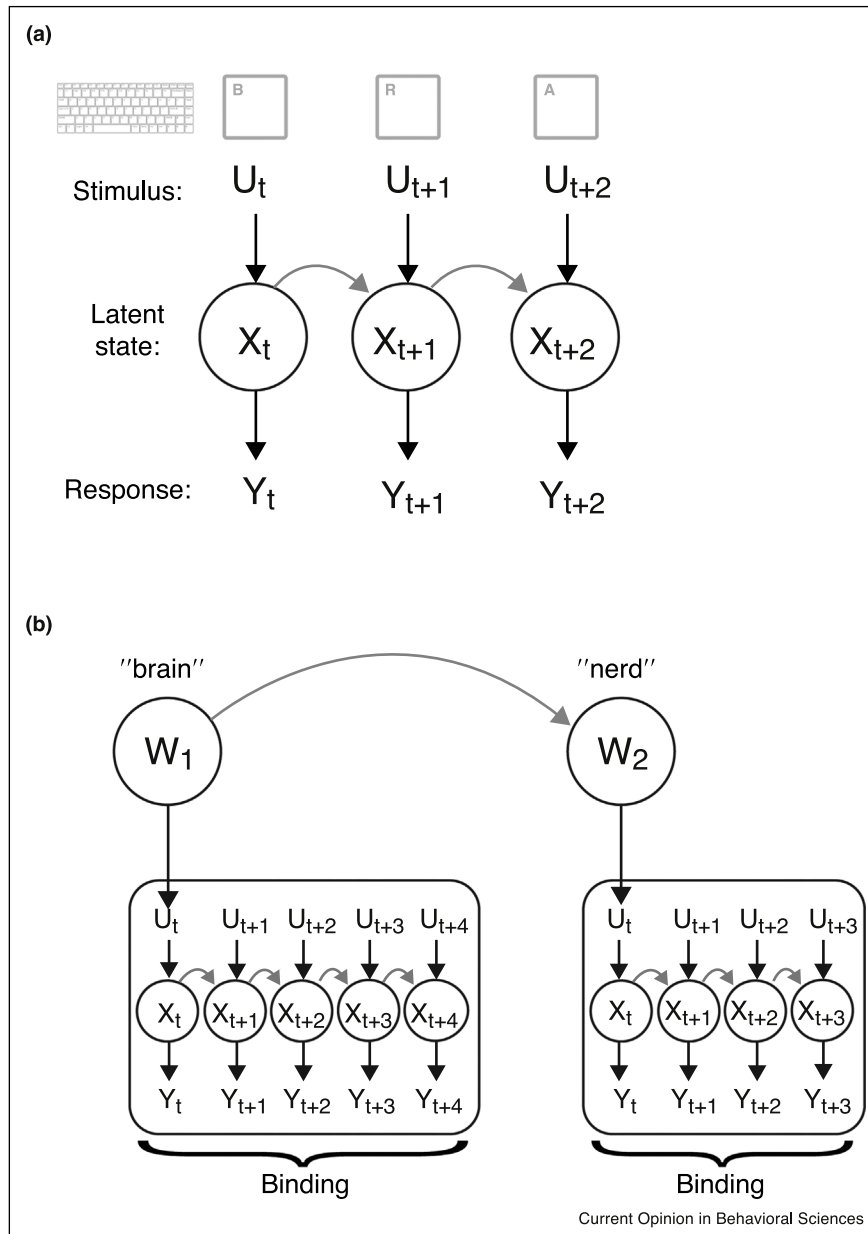 (a)
B R A
Stimulus: Ut Ut+1 Ut+2
Latent
state:
Xt Xt+1 Xt+2
Response: Yt Yt+1 Yt+2
(b)
"brain" "nerd"
W1 W2
Ut Ut+1 Ut+2 Ut+3 Ut+4 Ut Ut+1 Ut+2 Ut+3
Xt Xt+1 Xt+2 Xt+3 Xt+4 Xt Xt+1 Xt+2 Xt+3
Yt Yt+1 Yt+2 Yt+3 Yt+4 Yt Yt+1 Yt+2 Yt+3
Binding Binding
Current Opinion in Behavioral Sciences